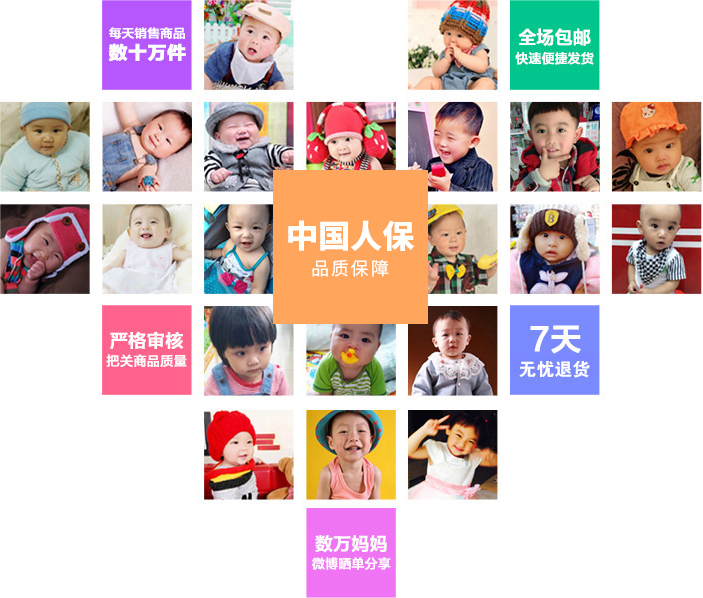 每天销售商品
数十万件
全场包邮
快速便捷发货
中国人保
品质保障
严格审核
把关商品质量
7天
无忧退货
数万妈妈
微博晒单分享